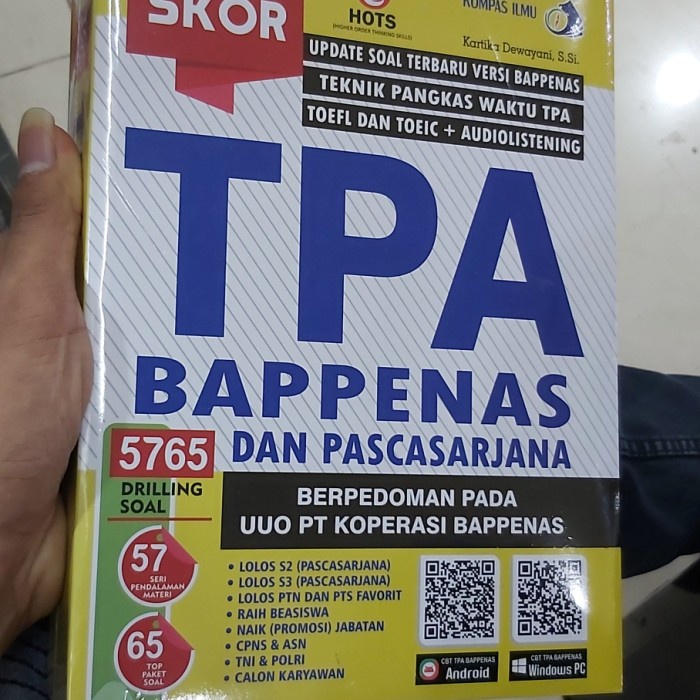 SKOR
HOTS
(HIGHER ORDER THINKING SKILLS)
KOMPAS ILMU
Kartika Dewayani, S.Si.
UPDATE SOAL TERBARU VERSI BAPPENAS
TEKNIK PANGKAS WAKTU TPA
TOEFL DAN TOEIC + AUDIOLISTENING
TPA
BAPPENAS
DAN PASCASARJANA
5765
DRILLING
SOAL
BERPEDOMAN PADA
UUO PT KOPERASI BAPPENAS
57
SERI
PENDALAMAN
MATERI
65
TOP
PAKET
SOAL
• LOLOS S2 (PASCASARJANA)
• LOLOS S3 (PASCASARJANA)
• LOLOS PTN DAN PTS FAVORIT
• RAIH BEASISWA
• NAIK (PROMOSI) JABATAN
• CPNS & ASN
• TNI & POLRI
• CALON KARYAWAN
CBT TPA BAPPENAS
Android
CBT TPA BAPPENAS
Windows PC